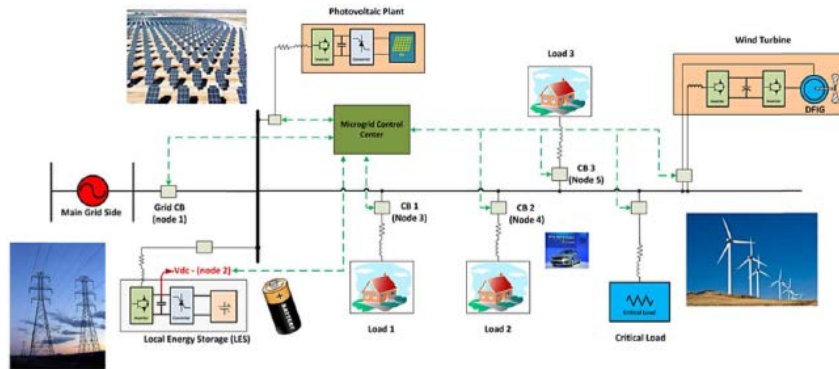 Photovoltaic Plant
Load 3
Wind Turbine
DFIG
Microgrid Control
Center
Main Grid Side
Grid CB
(node 1)
CB 1
(Node 3)
CB 2
(Node 4)
CB 3
(Node 5)
Vdc - (node 2)
BATTERY
Local Energy Storage (LES)
Load 1
Load 2
Critical Load
Critical Load